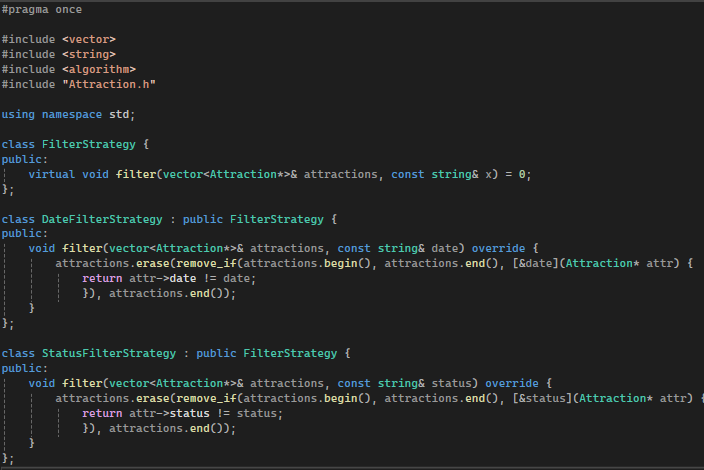 #pragma once
#include <vector>
#include <string>
#include <algorithm>
#include "Attraction.h"
using namespace std;
class FilterStrategy {
public:
    virtual void filter(vector<Attraction*>& attractions, const string& x) = 0;
};
class DateFilterStrategy : public FilterStrategy {
public:
    void filter(vector<Attraction*>& attractions, const string& date) override {
        attractions.erase(remove_if(attractions.begin(), attractions.end(), [&date](Attraction* attr) {
            return attr->date != date;
            }), attractions.end());
    }
};
class StatusFilterStrategy : public FilterStrategy {
public:
    void filter(vector<Attraction*>& attractions, const string& status) override {
        attractions.erase(remove_if(attractions.begin(), attractions.end(), [&status](Attraction* attr) {
            return attr->status != status;
            }), attractions.end());
    }
};